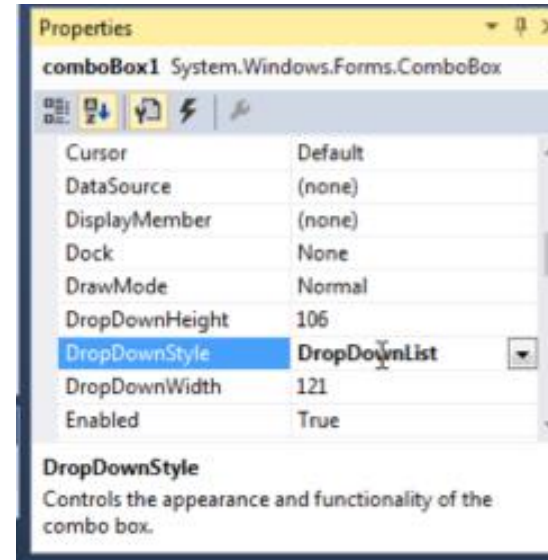 Properties
comboBox1 System.Windows.Forms.ComboBox
Cursor Default
DataSource (none)
DisplayMember (none)
Dock None
DrawMode Normal
DropDownHeight 106
DropDownStyle DropDownList
DropDownWidth 121
Enabled True
DropDownStyle
Controls the appearance and functionality of the
combo box.